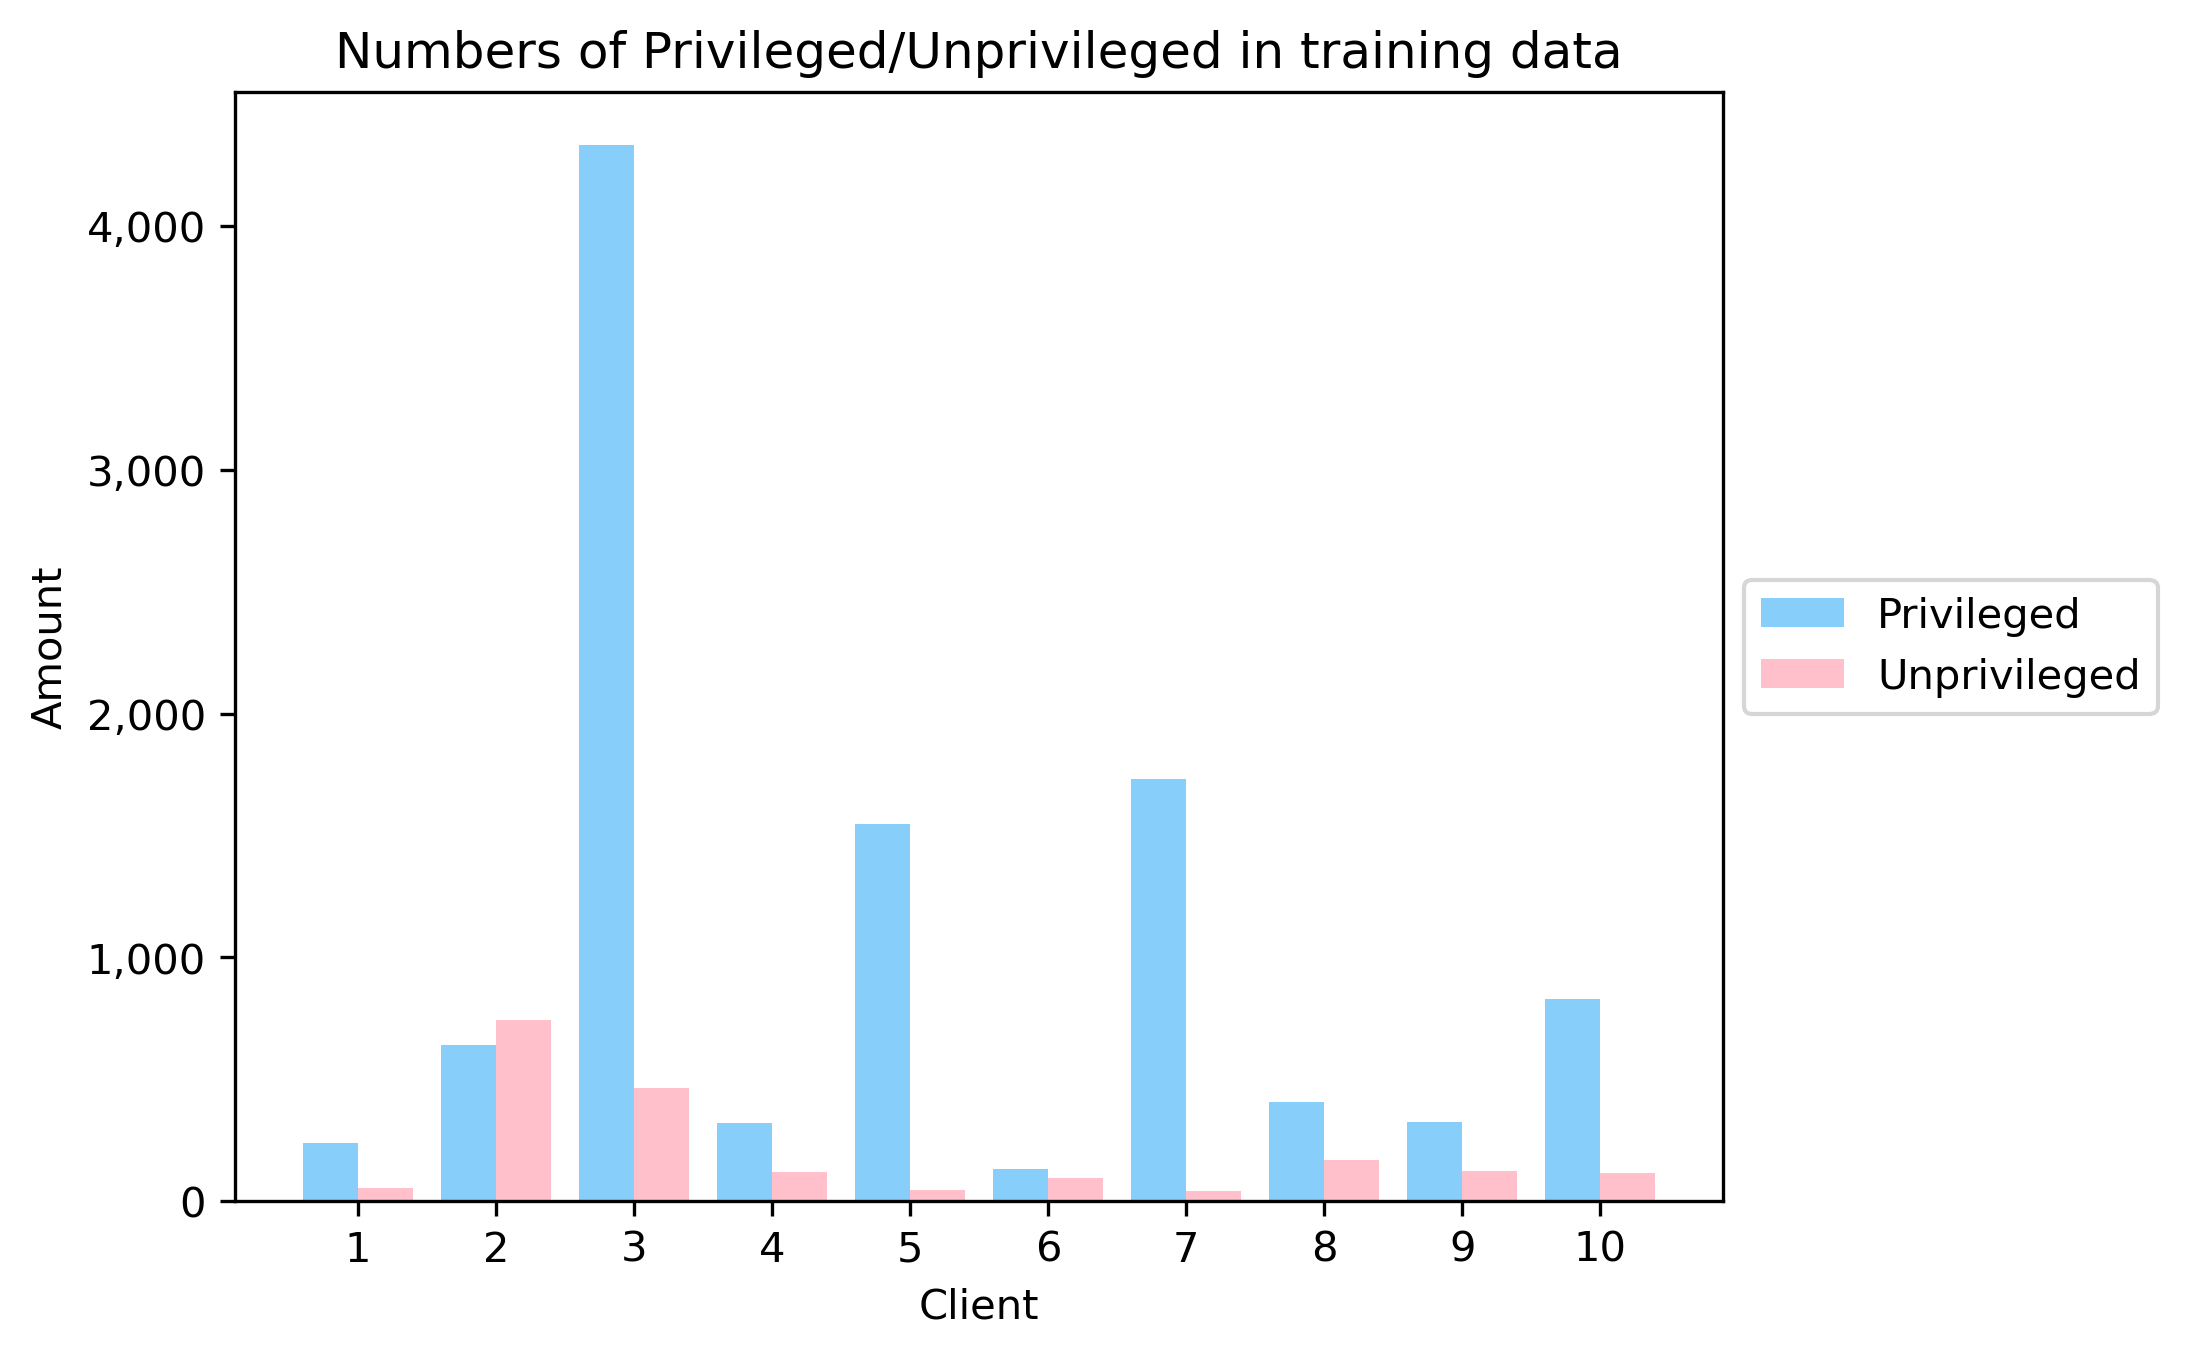 Numbers of Privileged/Unprivileged in training data
Amount
4,000
3,000
2,000
1,000
0
1 2 3 4 5 6 7 8 9 10
Client
Privileged
Unprivileged